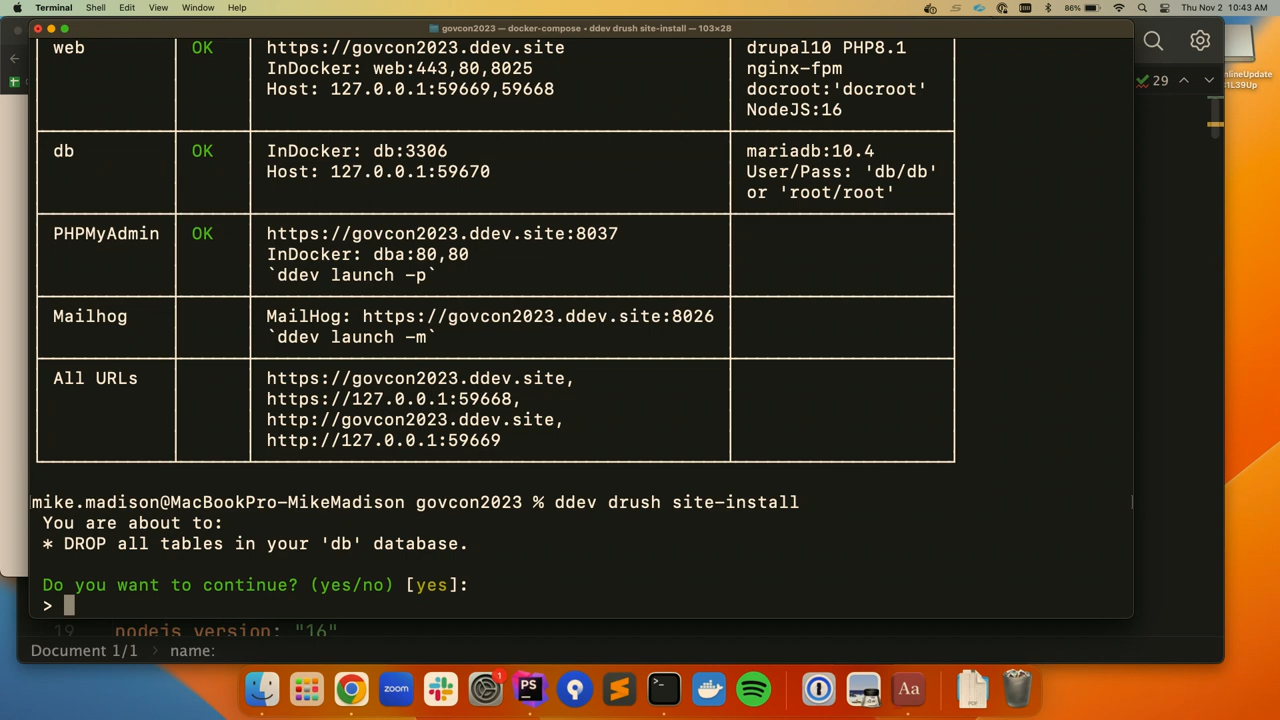 Terminal Shell Edit View Window Help 86% Thu Nov 2 10:43 AM
govcon2023 — docker-compose • ddev drush site-install — 103×28
web OK https://govcon2023.ddev.site drupal10 PHP8.1
InDocker: web:443,80,8025 nginx-fpm
Host: 127.0.0.1:59669,59668 docroot:'docroot'
NodeJS:16
db OK InDocker: db:3306 mariadb:10.4
Host: 127.0.0.1:59670 User/Pass: 'db/db'
or 'root/root'
PHPMyAdmin OK https://govcon2023.ddev.site:8037
InDocker: dba:80,80
`ddev launch -p`
Mailhog MailHog: https://govcon2023.ddev.site:8026
`ddev launch -m`
All URLs https://govcon2023.ddev.site,
https://127.0.0.1:59668,
http://govcon2023.ddev.site,
http://127.0.0.1:59669
mike.madison@MacBookPro-MikeMadison govcon2023 % ddev drush site-install
You are about to:
* DROP all tables in your 'db' database.
Do you want to continue? (yes/no) [yes]:
>
29
19 nodejs_version: "16"
Document 1/1 › name:
zoom
1
PS
Aa
PDF